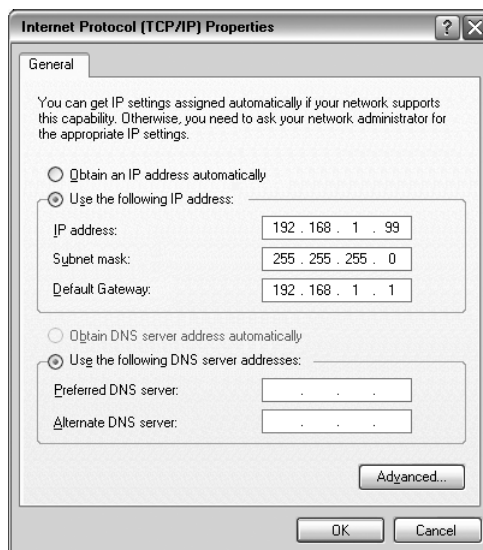 Internet Protocol (TCP/IP) Properties
General
You can get IP settings assigned automatically if your network supports
this capability. Otherwise, you need to ask your network administrator for
the appropriate IP settings.
Obtain an IP address automatically
Use the following IP address:
IP address: 192 . 168 . 1 . 99
Subnet mask: 255 . 255 . 255 . 0
Default Gateway: 192 . 168 . 1 . 1
Obtain DNS server address automatically
Use the following DNS server addresses:
Preferred DNS server: . . .
Alternate DNS server: . . .
Advanced...
OK Cancel